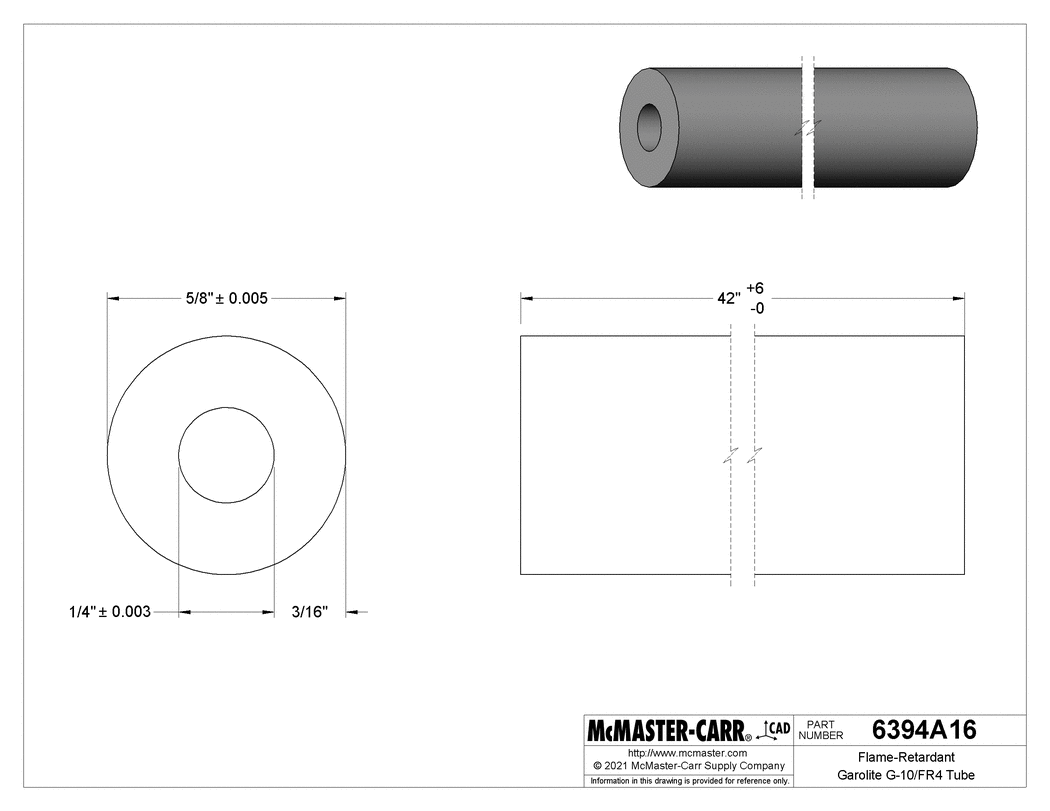 5/8" ± 0.005
42" +6
-0
1/4" ± 0.003
3/16"
McMASTER-CARR® CAD
http://www.mcmaster.com
© 2021 McMaster-Carr Supply Company
Information in this drawing is provided for reference only.
PART
NUMBER
6394A16
Flame-Retardant
Garolite G-10/FR4 Tube